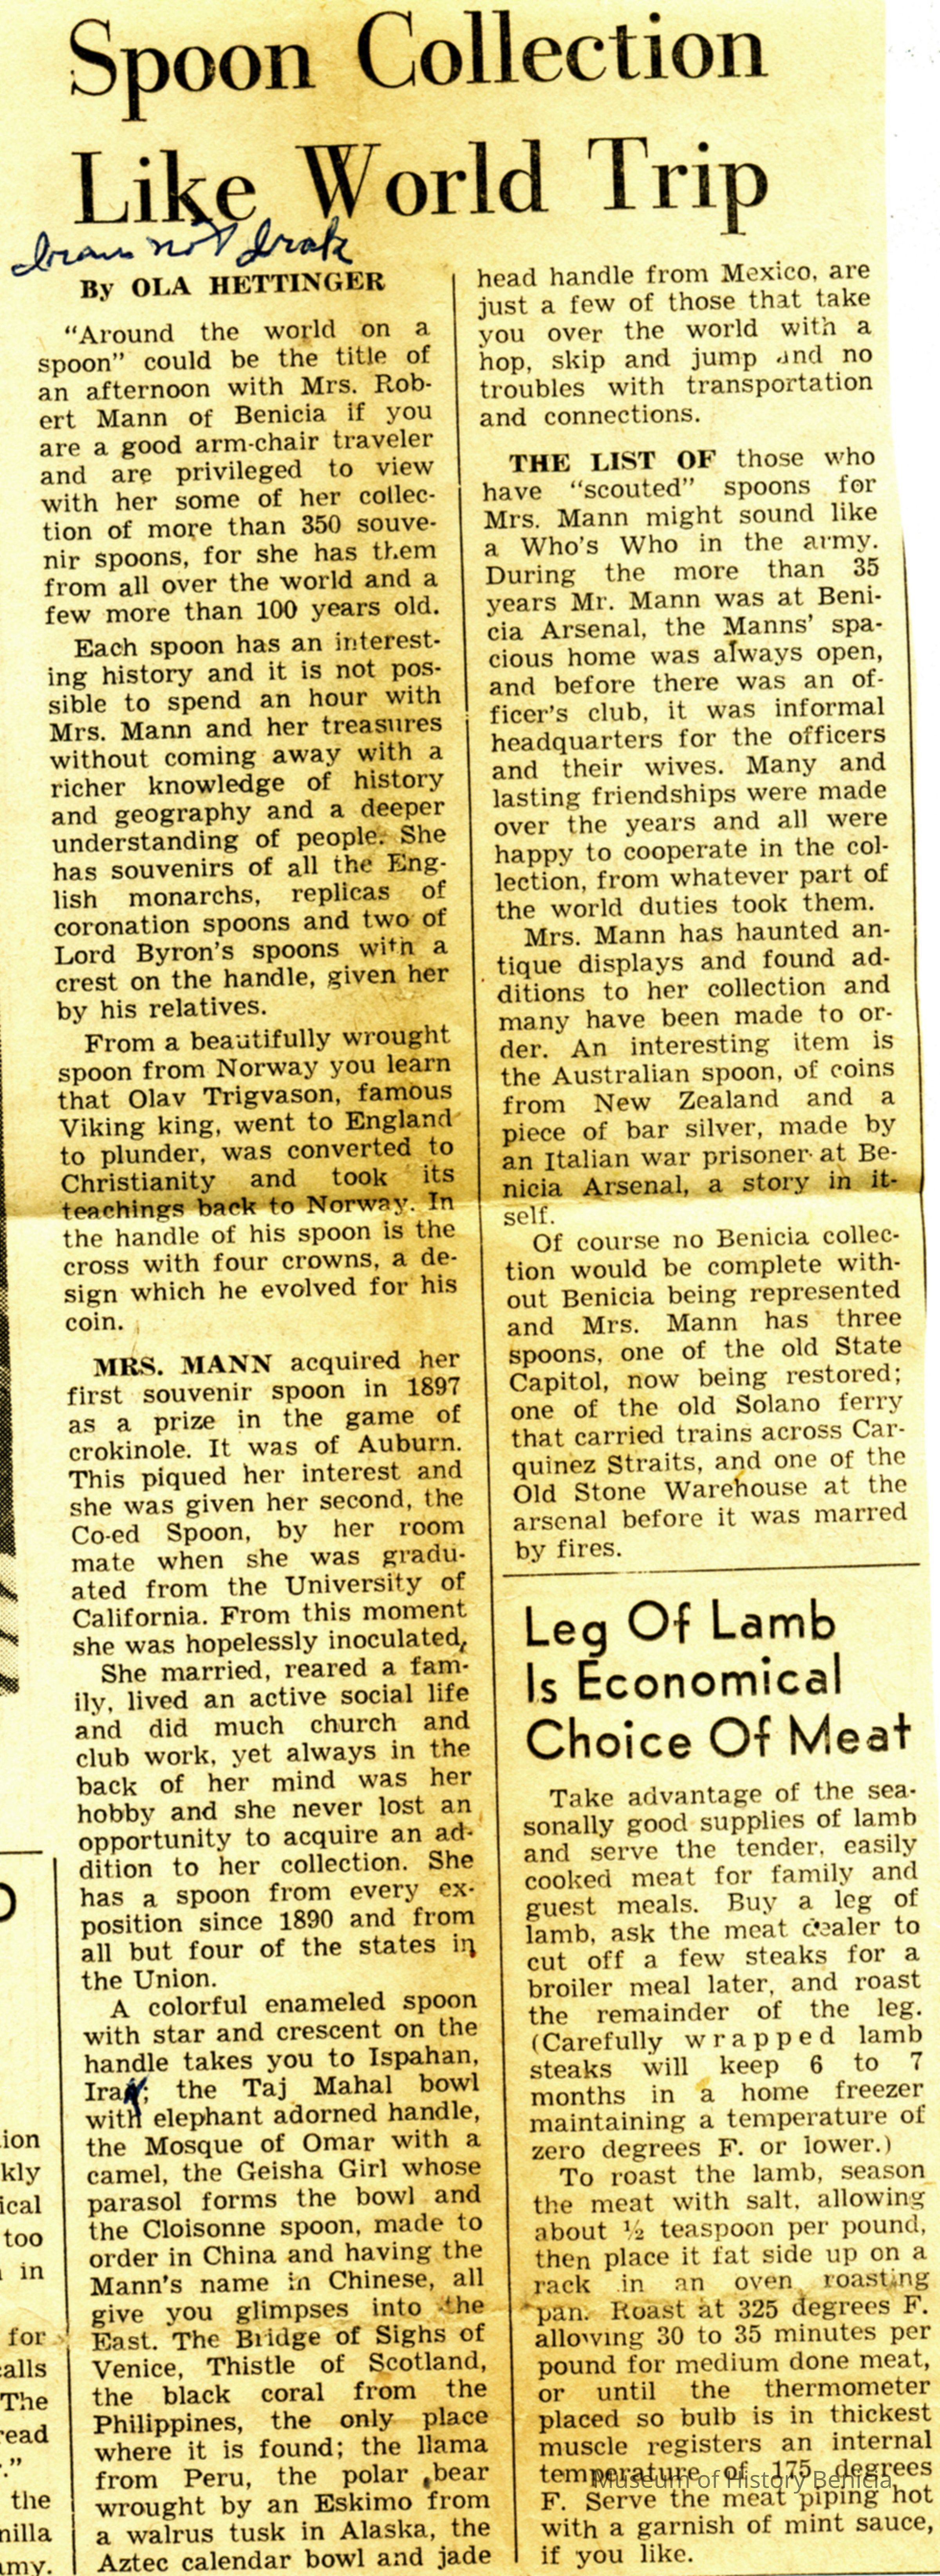 Spoon Collection
Like World Trip
Iran not Irak
By OLA HETTINGER
“Around the world on a
spoon” could be the title of
an afternoon with Mrs. Rob-
ert Mann of Benicia if you
are a good arm-chair traveler
and are privileged to view
with her some of her collec-
tion of more than 350 souve-
nir spoons, for she has them
from all over the world and a
few more than 100 years old.
Each spoon has an interest-
ing history and it is not pos-
sible to spend an hour with
Mrs. Mann and her treasures
without coming away with a
richer knowledge of history
and geography and a deeper
understanding of people. She
has souvenirs of all the Eng-
lish monarchs, replicas of
coronation spoons and two of
Lord Byron's spoons with a
crest on the handle, given her
by his relatives.
From a beautifully wrought
spoon from Norway you learn
that Olav Trigvason, famous
Viking king, went to England
to plunder, was converted to
Christianity and took its
teachings back to Norway. In
the handle of his spoon is the
cross with four crowns, a de-
sign which he evolved for his
coin.
MRS. MANN acquired her
first souvenir spoon in 1897
as a prize in the game of
crokinole. It was of Auburn.
This piqued her interest and
she was given her second, the
Co-ed Spoon, by her room
mate when she was gradu-
ated from the University of
California. From this moment
she was hopelessly inoculated,
She married, reared a fam-
ily, lived an active social life
and did much church and
club work, yet always in the
back of her mind was her
hobby and she never lost an
opportunity to acquire an ad-
dition to her collection. She
has a spoon from every ex-
position since 1890 and from
all but four of the states in
the Union.
A colorful enameled spoon
with star and crescent on the
handle takes you to Ispahan,
Iran; the Taj Mahal bowl
with elephant adorned handle,
the Mosque of Omar with a
camel, the Geisha Girl whose
parasol forms the bowl and
the Cloisonne spoon, made to
order in China and having the
Mann's name in Chinese, all
give you glimpses into the
East. The Bridge of Sighs of
Venice, Thistle of Scotland,
the black coral from the
Philippines, the only place
where it is found; the llama
from Peru, the polar bear
wrought by an Eskimo from
a walrus tusk in Alaska, the
Aztec calendar bowl and jade
head handle from Mexico, are
just a few of those that take
you over the world with a
hop, skip and jump and no
troubles with transportation
and connections.
THE LIST OF those who
have “scouted” spoons for
Mrs. Mann might sound like
a Who's Who in the army.
During the more than 35
years Mr. Mann was at Beni-
cia Arsenal, the Manns' spa-
cious home was always open,
and before there was an of-
ficer's club, it was informal
headquarters for the officers
and their wives. Many and
lasting friendships were made
over the years and all were
happy to cooperate in the col-
lection, from whatever part of
the world duties took them.
Mrs. Mann has haunted an-
tique displays and found ad-
ditions to her collection and
many have been made to or-
der. An interesting item is
the Australian spoon, of coins
from New Zealand and a
piece of bar silver, made by
an Italian war prisoner at Be-
nicia Arsenal, a story in it-
self.
Of course no Benicia collec-
tion would be complete with-
out Benicia being represented
and Mrs. Mann has three
spoons, one of the old State
Capitol, now being restored;
one of the old Solano ferry
that carried trains across Car-
quinez Straits, and one of the
Old Stone Warehouse at the
arsenal before it was marred
by fires.
Leg Of Lamb
Is Economical
Choice Of Meat
Take advantage of the sea-
sonally good supplies of lamb
and serve the tender, easily
cooked meat for family and
guest meals. Buy a leg of
lamb, ask the meat dealer to
cut off a few steaks for a
broiler meal later, and roast
the remainder of the leg.
(Carefully wrapped lamb
steaks will keep 6 to 7
months in a home freezer
maintaining a temperature of
zero degrees F. or lower.)
To roast the lamb, season
the meat with salt, allowing
about ½ teaspoon per pound,
then place it fat side up on a
rack in an oven roasting
pan. Roast at 325 degrees F.
allowing 30 to 35 minutes per
pound for medium done meat,
or until the thermometer
placed so bulb is in thickest
muscle registers an internal
temperature of 175 degrees
F. Serve the meat piping hot
with a garnish of mint sauce,
if you like.
ion
kly
ical
too
in
for
alls
The
read
.”
the
nilla
my.
Museum of History Benicia